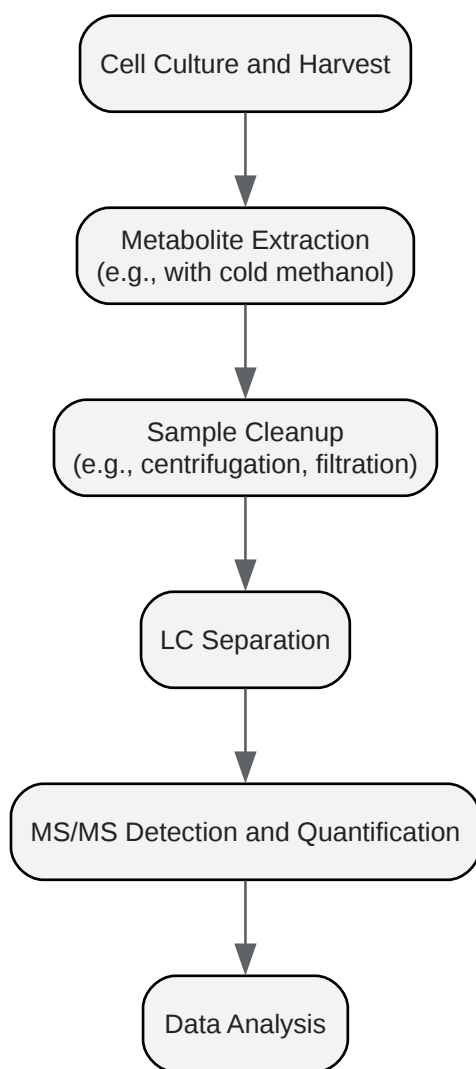 Cell Culture and Harvest
Metabolite Extraction
(e.g., with cold methanol)
Sample Cleanup
(e.g., centrifugation, filtration)
LC Separation
MS/MS Detection and Quantification
Data Analysis